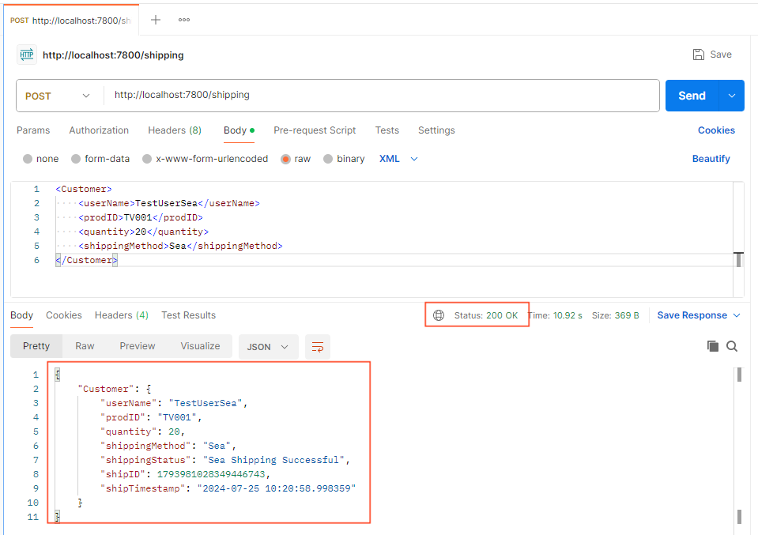 POST http://localhost:7800/sh
HTTP http://localhost:7800/shipping Save
POST http://localhost:7800/shipping Send
Params Authorization Headers (8) Body Pre-request Script Tests Settings Cookies
none form-data x-www-form-urlencoded raw binary XML Beautify
1 <Customer>
2 <userName>TestUserSea</userName>
3 <prodID>TV001</prodID>
4 <quantity>20</quantity>
5 <shippingMethod>Sea</shippingMethod>
6 </Customer>
Body Cookies Headers (4) Test Results Status: 200 OK Time: 10.92 s Size: 369 B Save Response
Pretty Raw Preview Visualize JSON
1 {
2 "Customer": {
3 "userName": "TestUserSea",
4 "prodID": "TV001",
5 "quantity": 20,
6 "shippingMethod": "Sea",
7 "shippingStatus": "Sea Shipping Successful",
8 "shipID": 1793981028349446743,
9 "shipTimestamp": "2024-07-25 10:20:58.998359"
10 }
11 }